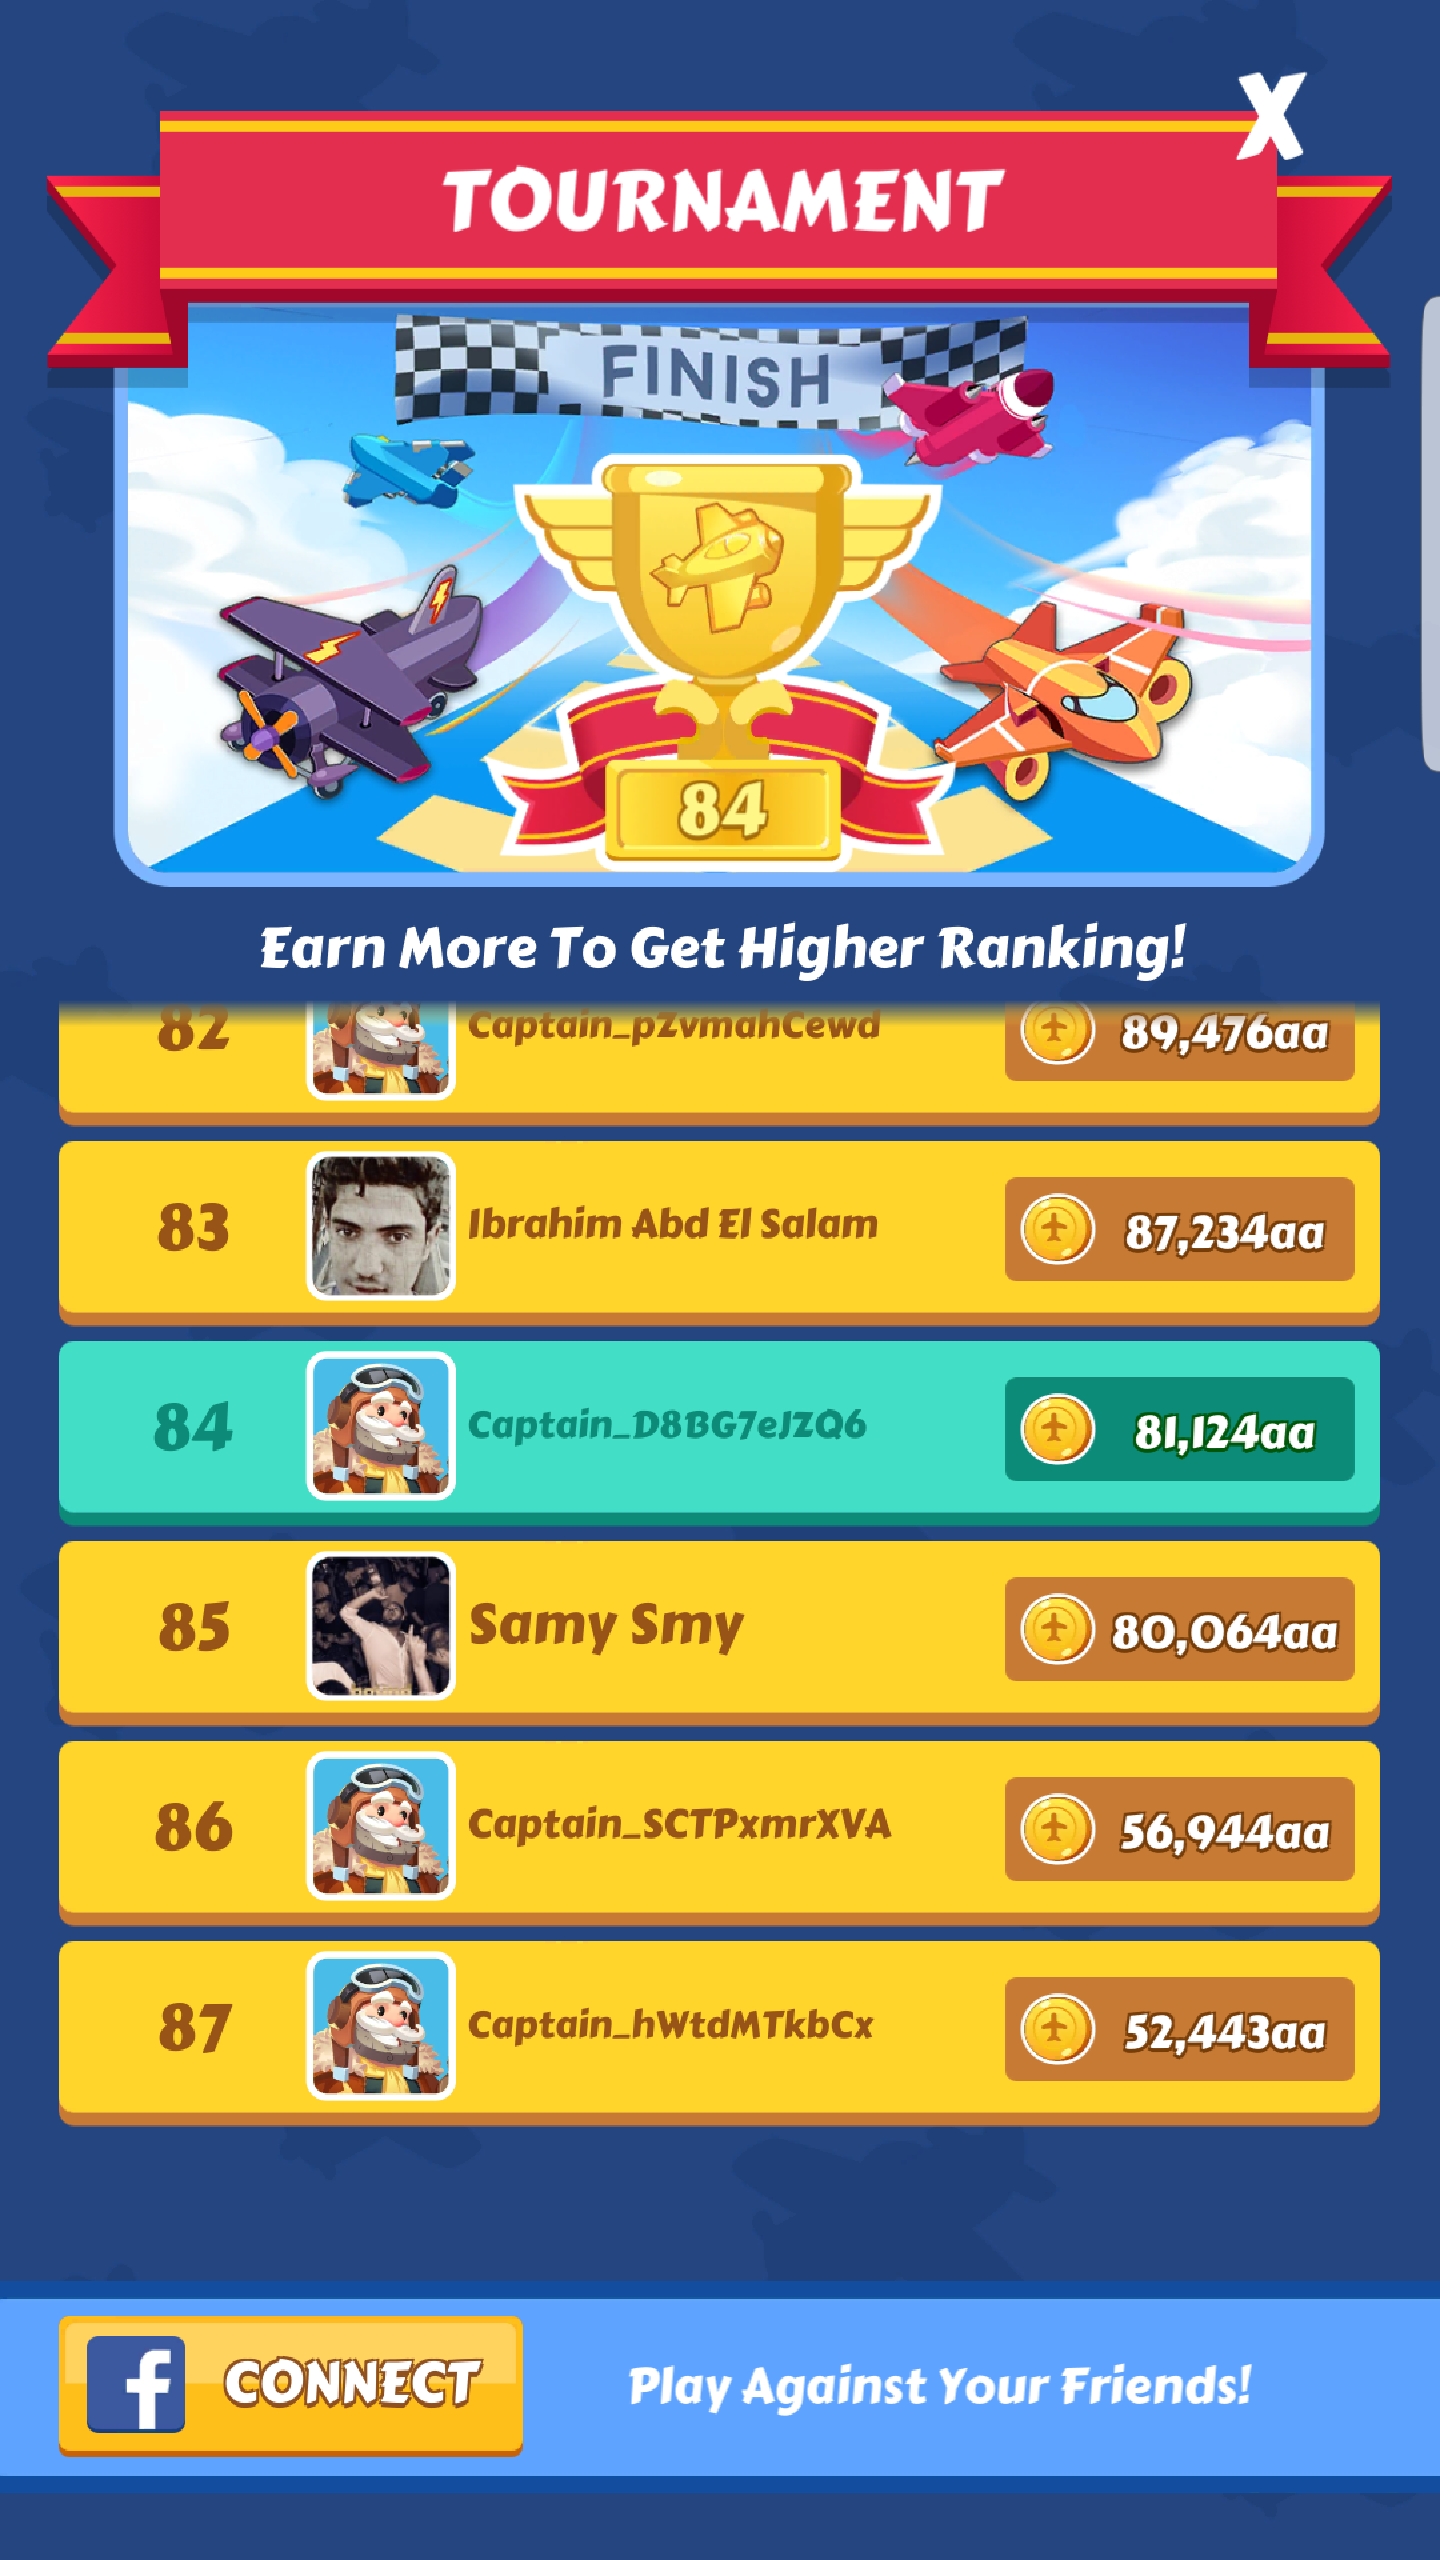 X
TOURNAMENT
FINISH
84
Earn More To Get Higher Ranking!
82 Captain_pZvmahCewd 89,476aa
83 Ibrahim Abd El Salam 87,234aa
84 Captain_D8BG7eJZQ6 81,124aa
85 Samy Smy 80,064aa
86 Captain_SCTPxmrXVA 56,944aa
87 Captain_hWtdMTkbCx 52,443aa
f CONNECT Play Against Your Friends!